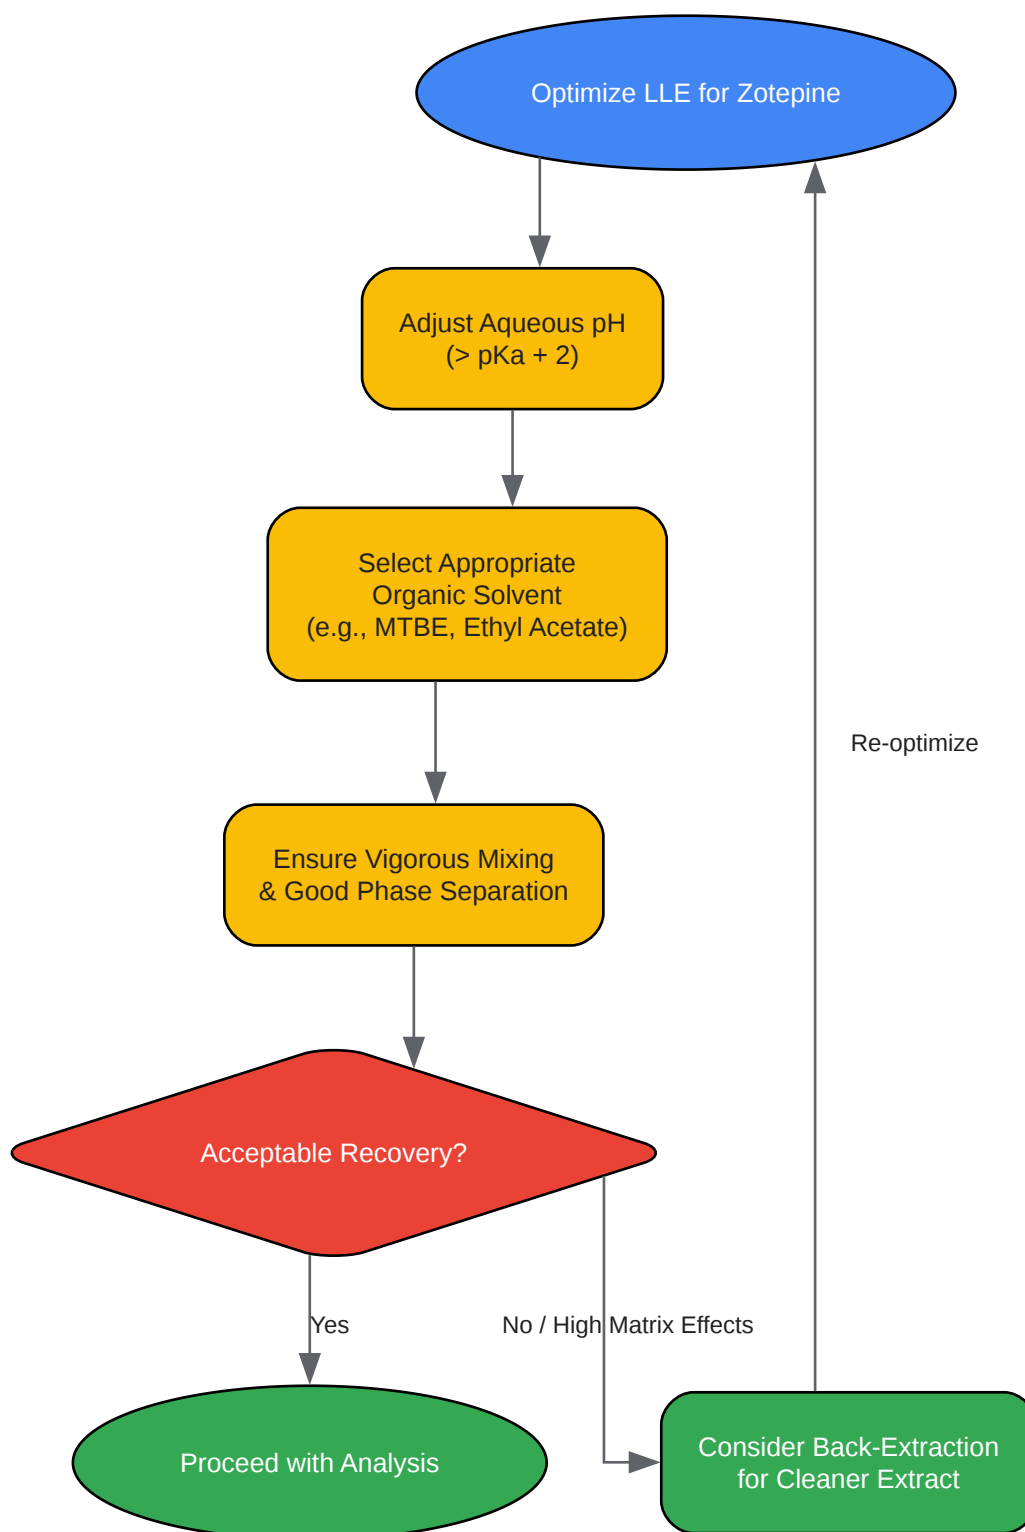 Optimize LLE for Zotepine
Adjust Aqueous pH
(> pKa + 2)
Select Appropriate
Organic Solvent
(e.g., MTBE, Ethyl Acetate)
Re-optimize
Ensure Vigorous Mixing
& Good Phase Separation
Acceptable Recovery?
Yes
No / High Matrix Effects
Proceed with Analysis
Consider Back-Extraction
for Cleaner Extract